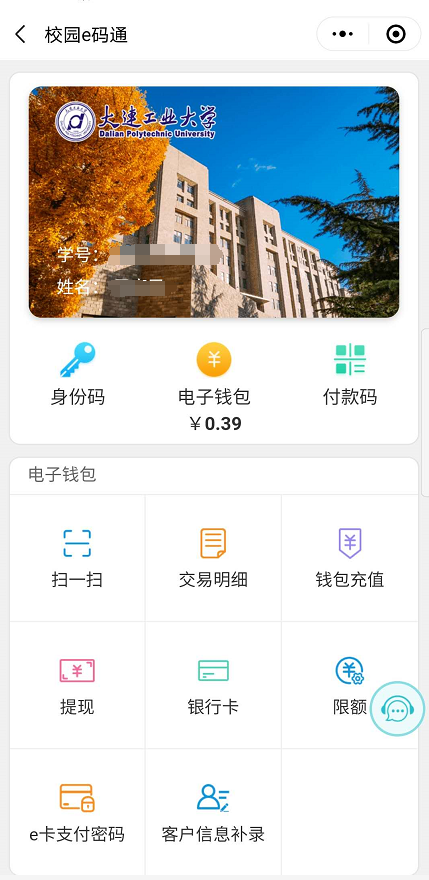 校园e码通
大连工业大学
Dalian Polytechnic University
学号:
姓名:
身份码
电子钱包
付款码
￥0.39
电子钱包
扫一扫
交易明细
钱包充值
提现
银行卡
限额
e卡支付密码
客户信息补录